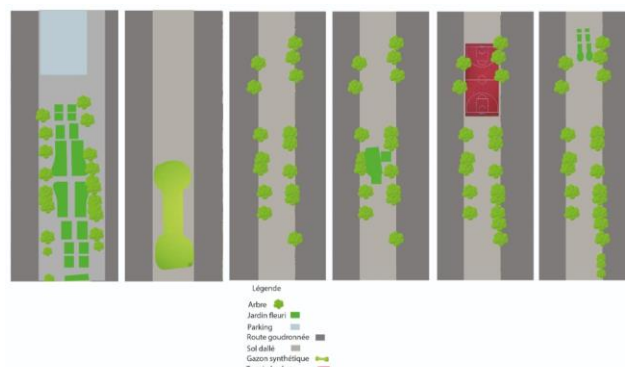 Légende
Arbre
Jardin fleuri
Parking
Route goudronnée
Sol dallé
Gazon synthétique